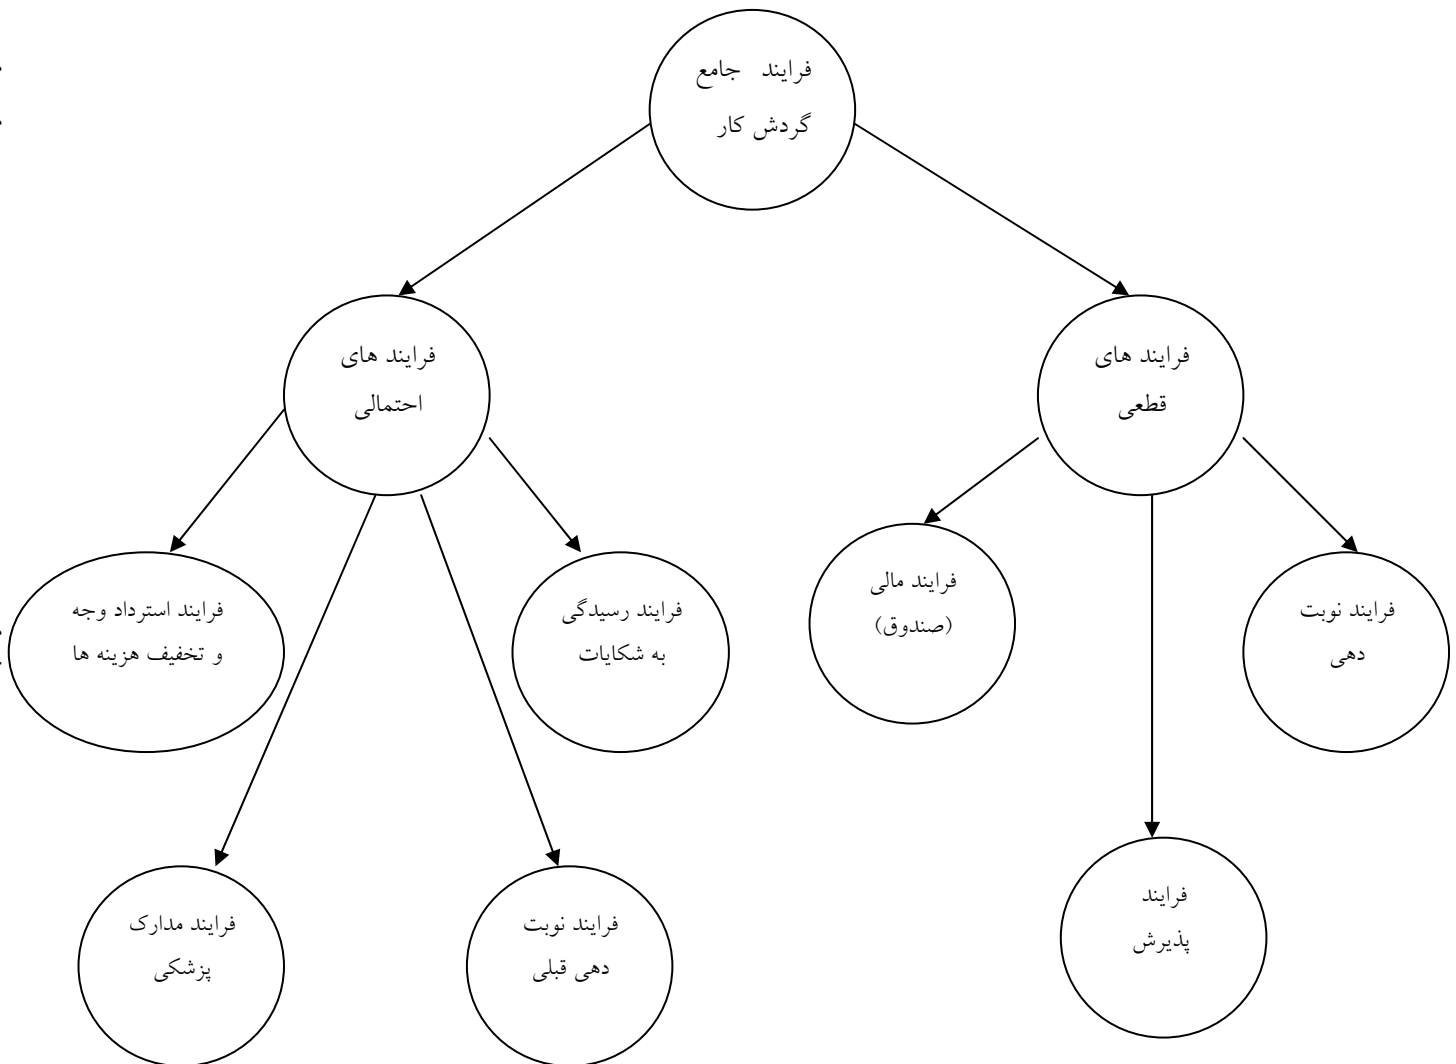 فرایند جامع
گردش کار
فرایند های
قطعی
فرایند های
احتمالی
فرایند نوبت
دهی
فرایند مالی
(صندوق)
فرایند رسیدگی
به شکایات
فرایند استرداد وجه
و تخفیف هزینه ها
فرایند
پذیرش
فرایند نوبت
دهی قبلی
فرایند مدارک
پزشکی